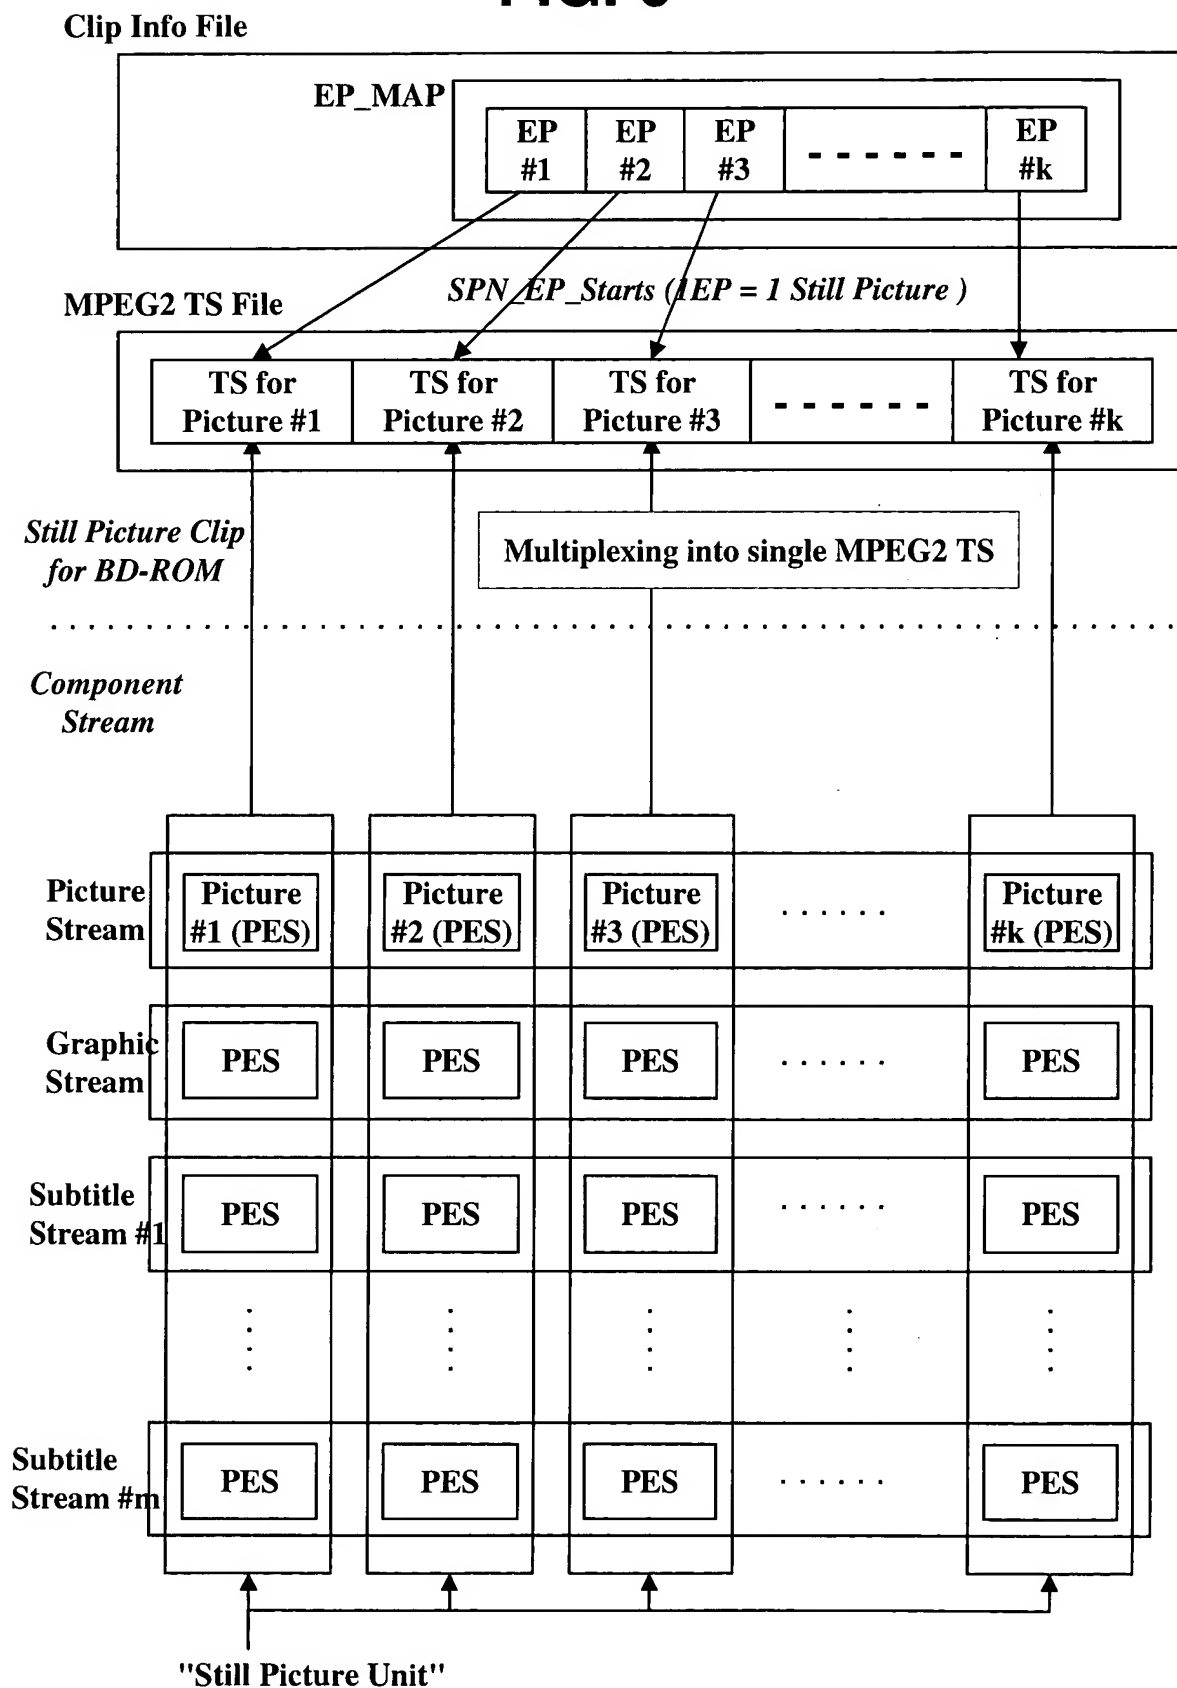 Clip Info File
EP_MAP
EP #1
EP #2
EP #3
EP #k
SPN_EP_Starts (1EP = 1 Still Picture )
MPEG2 TS File
TS for Picture #1
TS for Picture #2
TS for Picture #3
TS for Picture #k
Still Picture Clip
for BD-ROM
Multiplexing into single MPEG2 TS
Component
Stream
Picture
Stream
Picture #1 (PES)
Picture #2 (PES)
Picture #3 (PES)
Picture #k (PES)
Graphic
Stream
PES
PES
PES
PES
Subtitle
Stream #1
PES
PES
PES
PES
Subtitle
Stream #m
PES
PES
PES
PES
"Still Picture Unit"